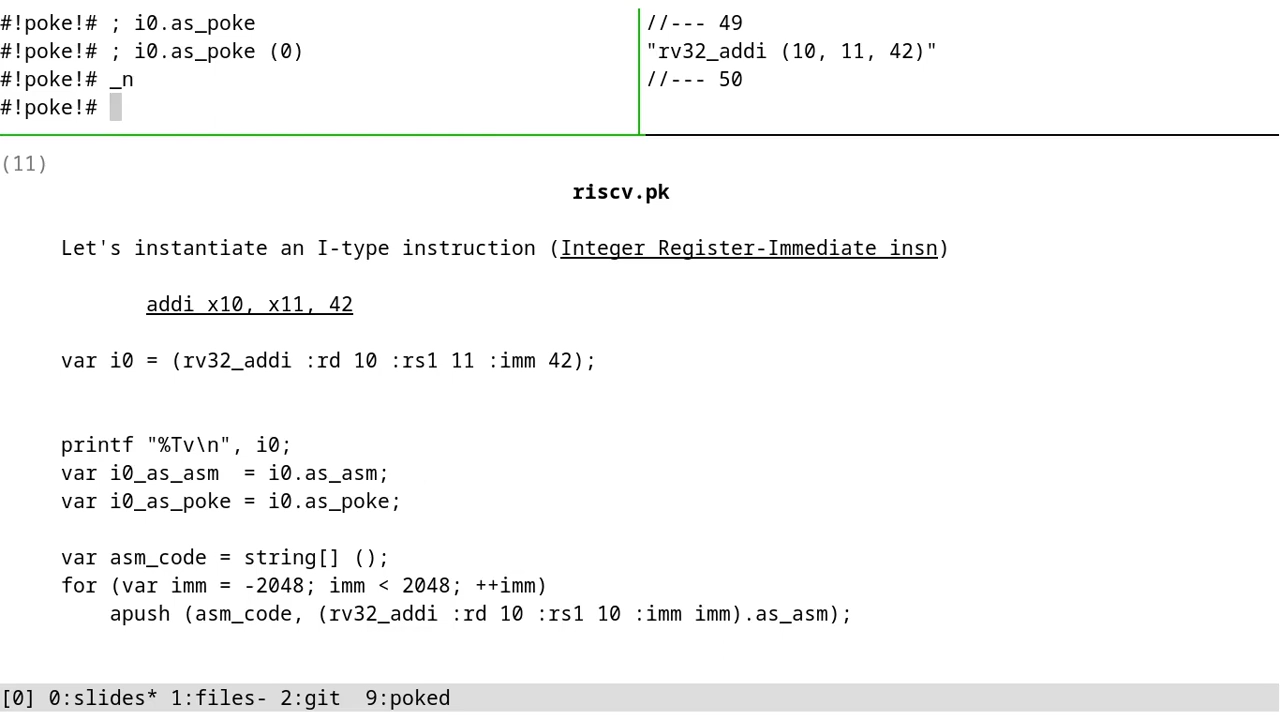 #!poke!# ; i0.as_poke
#!poke!# ; i0.as_poke (0)
#!poke!# _n
#!poke!#
//--- 49
"rv32_addi (10, 11, 42)"
//--- 50
(11)
riscv.pk
Let's instantiate an I-type instruction (Integer Register-Immediate insn)
addi x10, x11, 42
var i0 = (rv32_addi :rd 10 :rs1 11 :imm 42);
printf "%Tv\n", i0;
var i0_as_asm  = i0.as_asm;
var i0_as_poke = i0.as_poke;
var asm_code = string[] ();
for (var imm = -2048; imm < 2048; ++imm)
    apush (asm_code, (rv32_addi :rd 10 :rs1 10 :imm imm).as_asm);
[0] 0:slides* 1:files- 2:git  9:poked